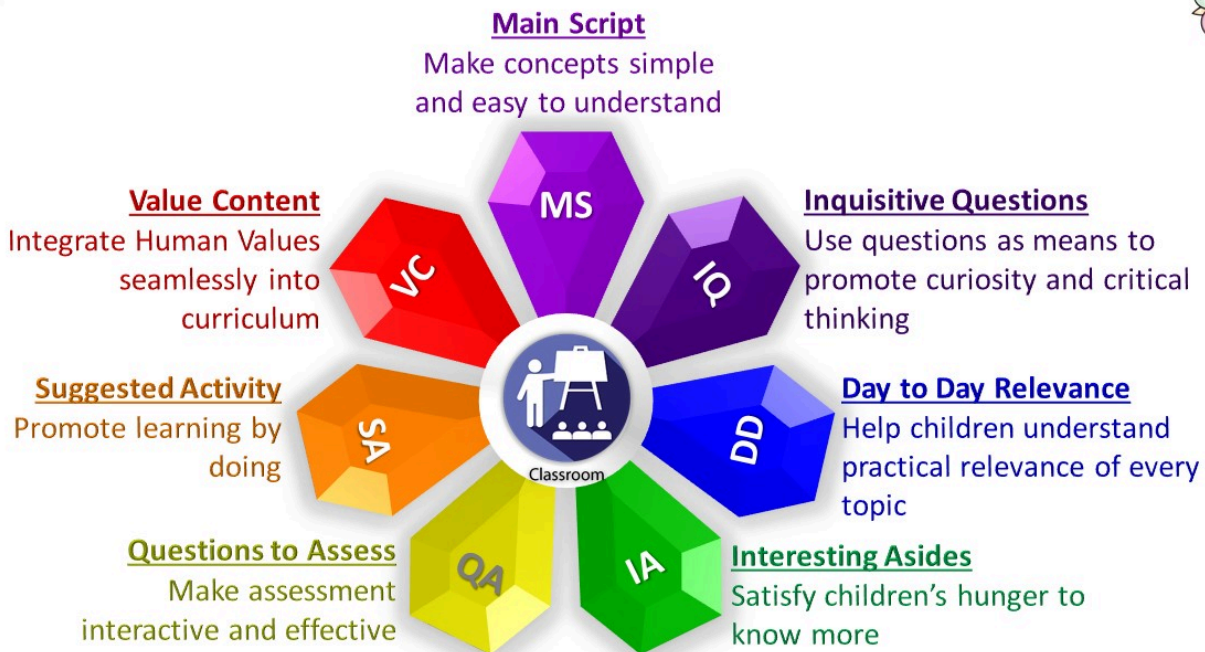 Main Script
Make concepts simple
and easy to understand
MS
Inquisitive Questions
Use questions as means to
promote curiosity and critical
thinking
IQ
Day to Day Relevance
Help children understand
practical relevance of every
topic
DD
Interesting Asides
Satisfy children's hunger to
know more
IA
Questions to Assess
Make assessment
interactive and effective
QA
Suggested Activity
Promote learning by
doing
SA
Value Content
Integrate Human Values
seamlessly into
curriculum
VC
Classroom